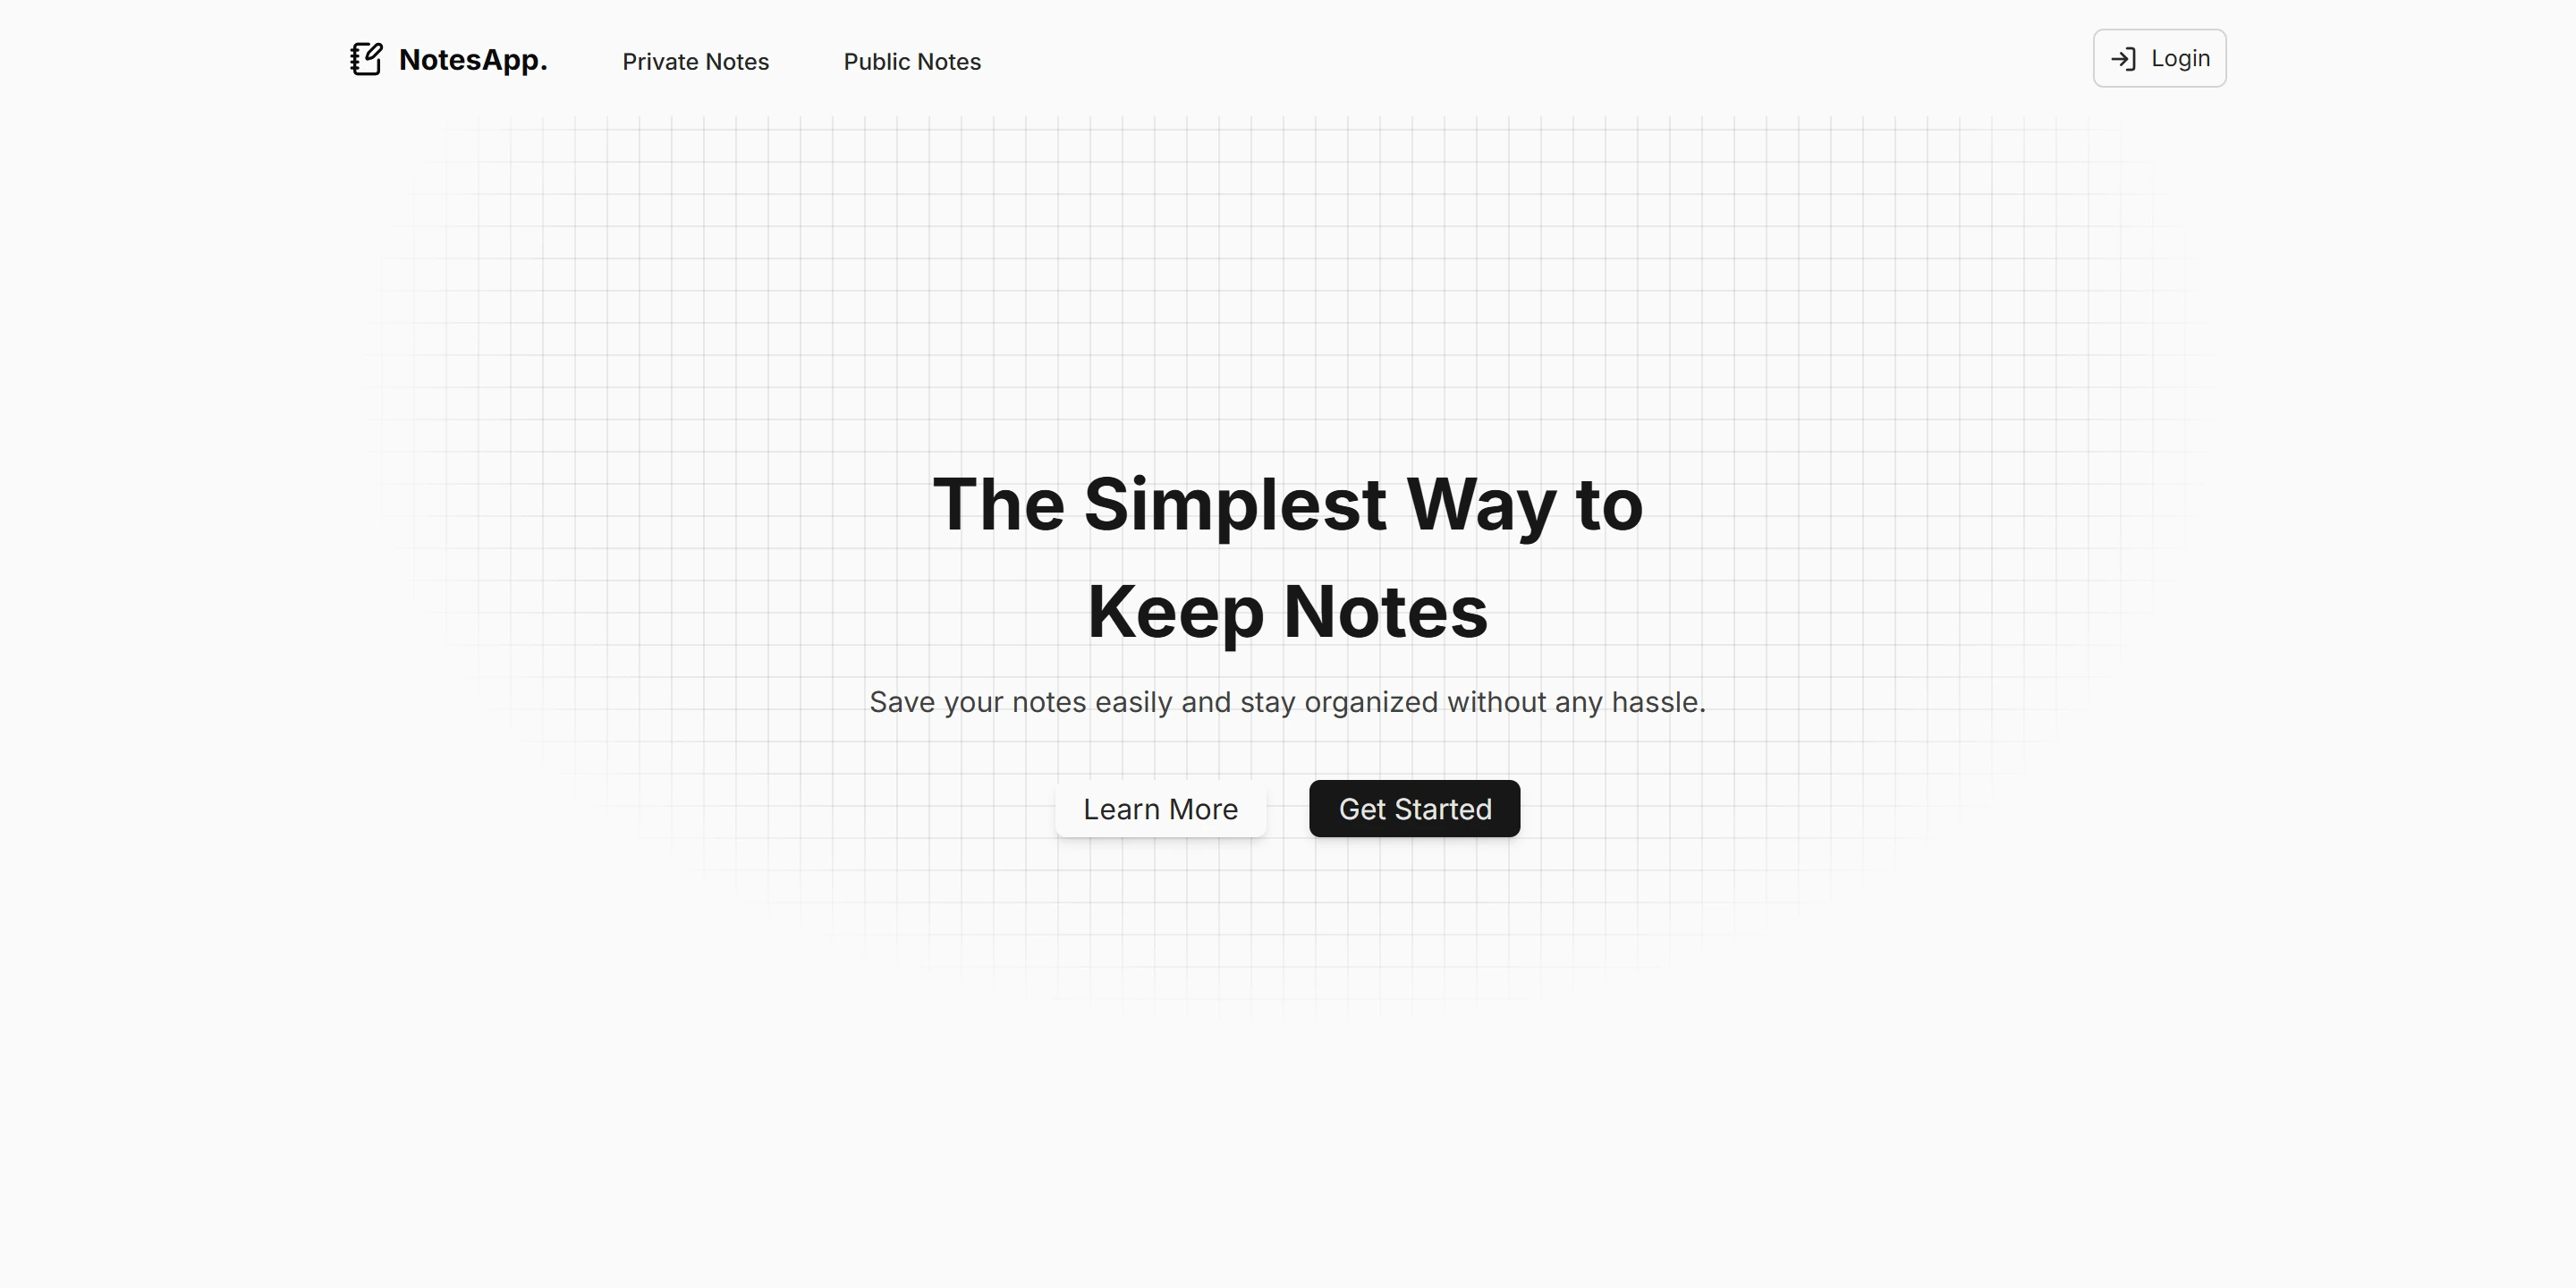 NotesApp.
Private Notes
Public Notes
Login
The Simplest Way to
Keep Notes
Save your notes easily and stay organized without any hassle.
Learn More
Get Started